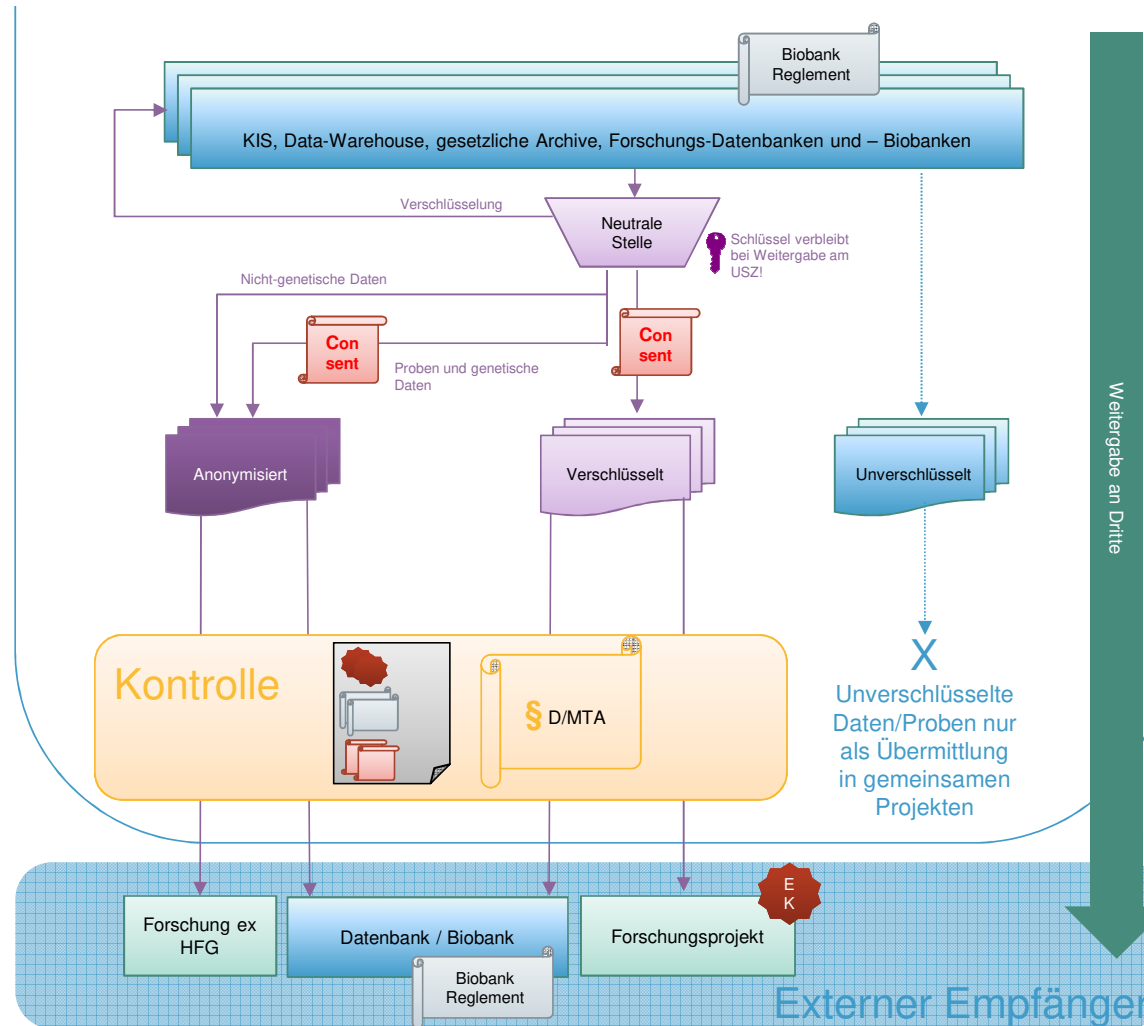 Biobank
Reglement
KIS, Data-Warehouse, gesetzliche Archive, Forschungs-Datenbanken und – Biobanken
Verschlüsselung
Neutrale
Stelle
Schlüssel verbleibt
bei Weitergabe am
USZ!
Nicht-genetische Daten
Con
sent
Con
sent
Proben und genetische
Daten
Anonymisiert
Verschlüsselt
Unverschlüsselt
Weitergabe an Dritte
Kontrolle
§ D/MTA
X
Unverschlüsselte
Daten/Proben nur
als Übermittlung
in gemeinsamen
Projekten
E
K
Forschung ex
HFG
Datenbank / Biobank
Forschungsprojekt
Biobank
Reglement
Externer Empfänger